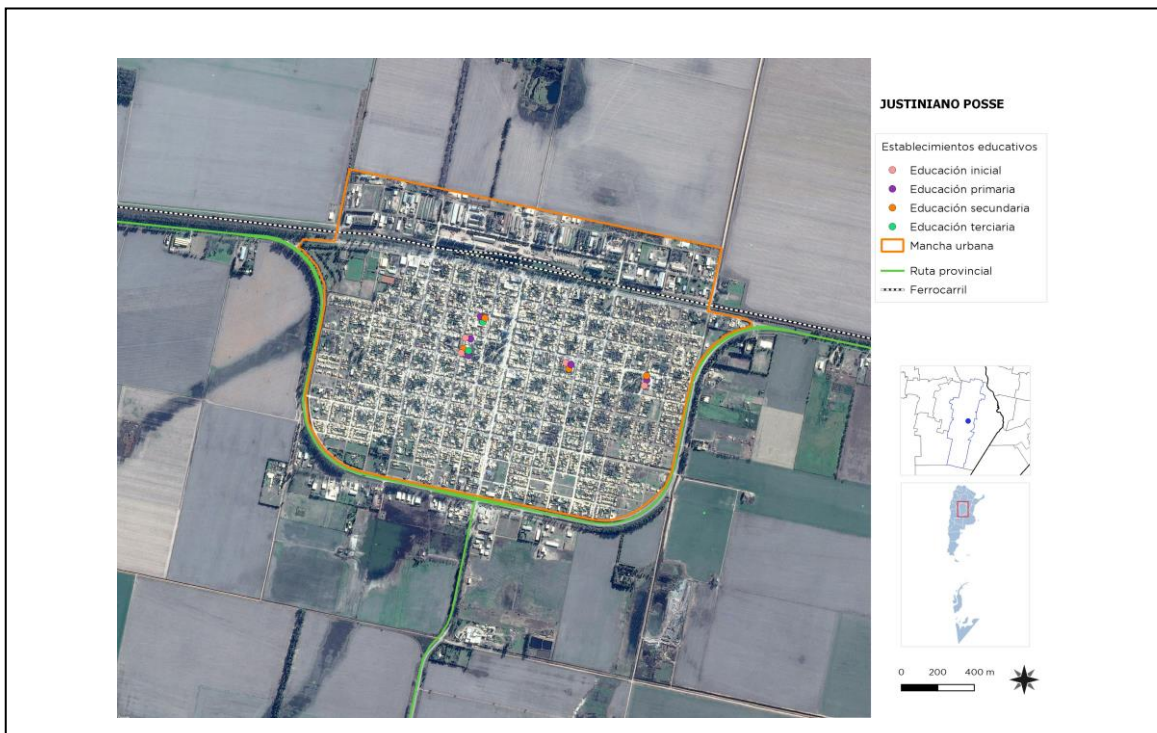 JUSTINIANO POSSE
Establecimientos educativos
Educación inicial
Educación primaria
Educación secundaria
Educación terciaria
Mancha urbana
Ruta provincial
Ferrocarril
0 200 400 m